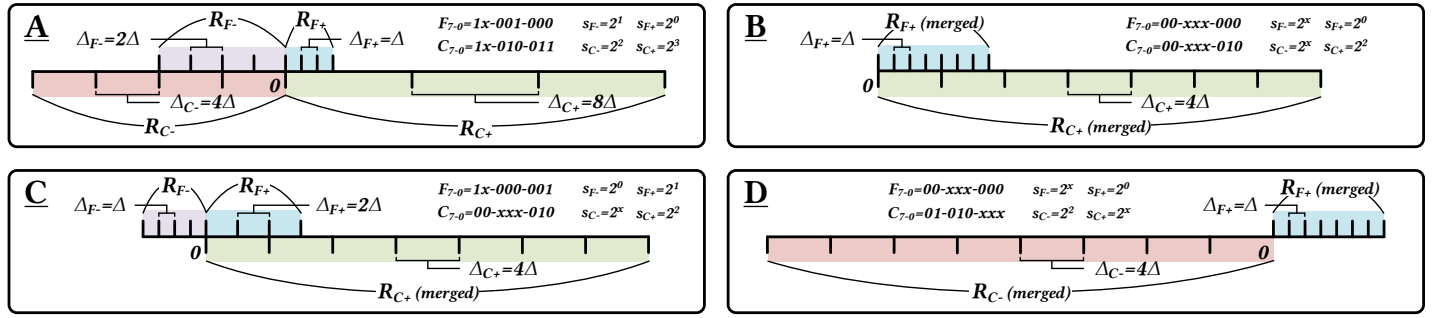 A
R_F-
R_F+
Δ_F-=2Δ
Δ_F+=Δ
F_7-0=1x-001-000 s_F-=2^1 s_F+=2^0
C_7-0=1x-010-011 s_C-=2^2 s_C+=2^3
0
Δ_C-=4Δ
Δ_C+=8Δ
R_C-
R_C+
B
R_F+ (merged)
Δ_F+=Δ
F_7-0=00-xxx-000 s_F-=2^x s_F+=2^0
C_7-0=00-xxx-010 s_C-=2^x s_C+=2^2
0
Δ_C+=4Δ
R_C+ (merged)
C
R_F-
R_F+
Δ_F-=Δ
Δ_F+=2Δ
F_7-0=1x-000-001 s_F-=2^0 s_F+=2^1
C_7-0=00-xxx-010 s_C-=2^x s_C+=2^2
0
Δ_C+=4Δ
R_C+ (merged)
D
F_7-0=00-xxx-000 s_F-=2^x s_F+=2^0
C_7-0=01-010-xxx s_C-=2^2 s_C+=2^x
R_F+ (merged)
Δ_F+=Δ
0
Δ_C-=4Δ
R_C- (merged)